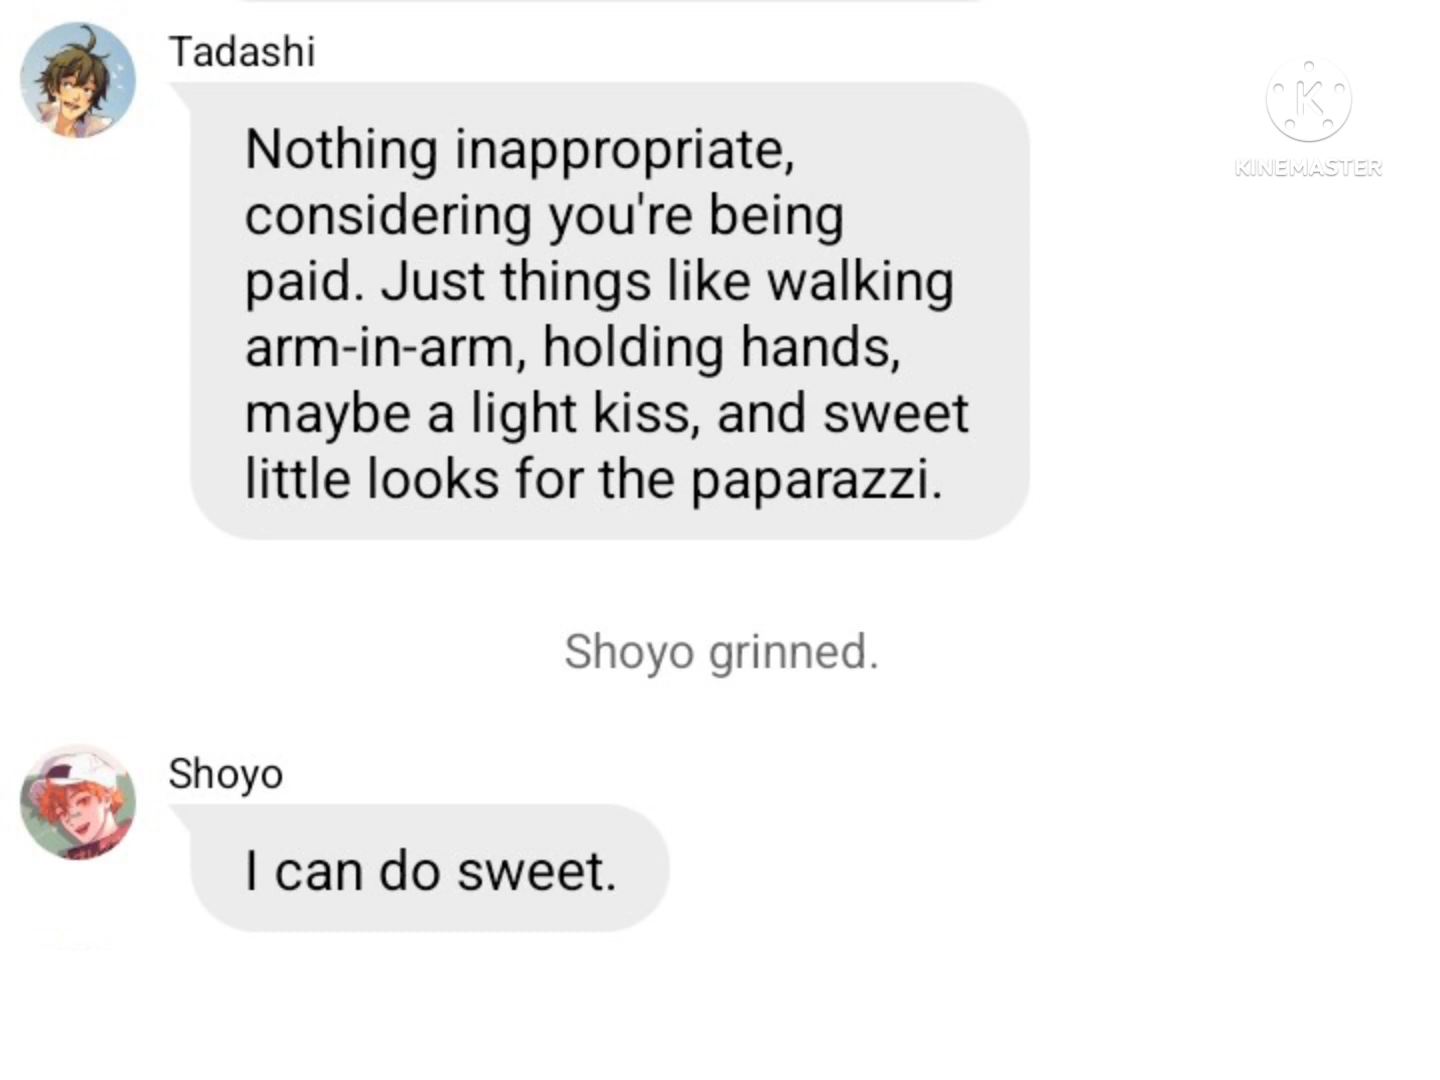 Tadashi
Nothing inappropriate,
considering you're being
paid. Just things like walking
arm-in-arm, holding hands,
maybe a light kiss, and sweet
little looks for the paparazzi.
K
KINEMASTER
Shoyo grinned.
Shoyo
I can do sweet.